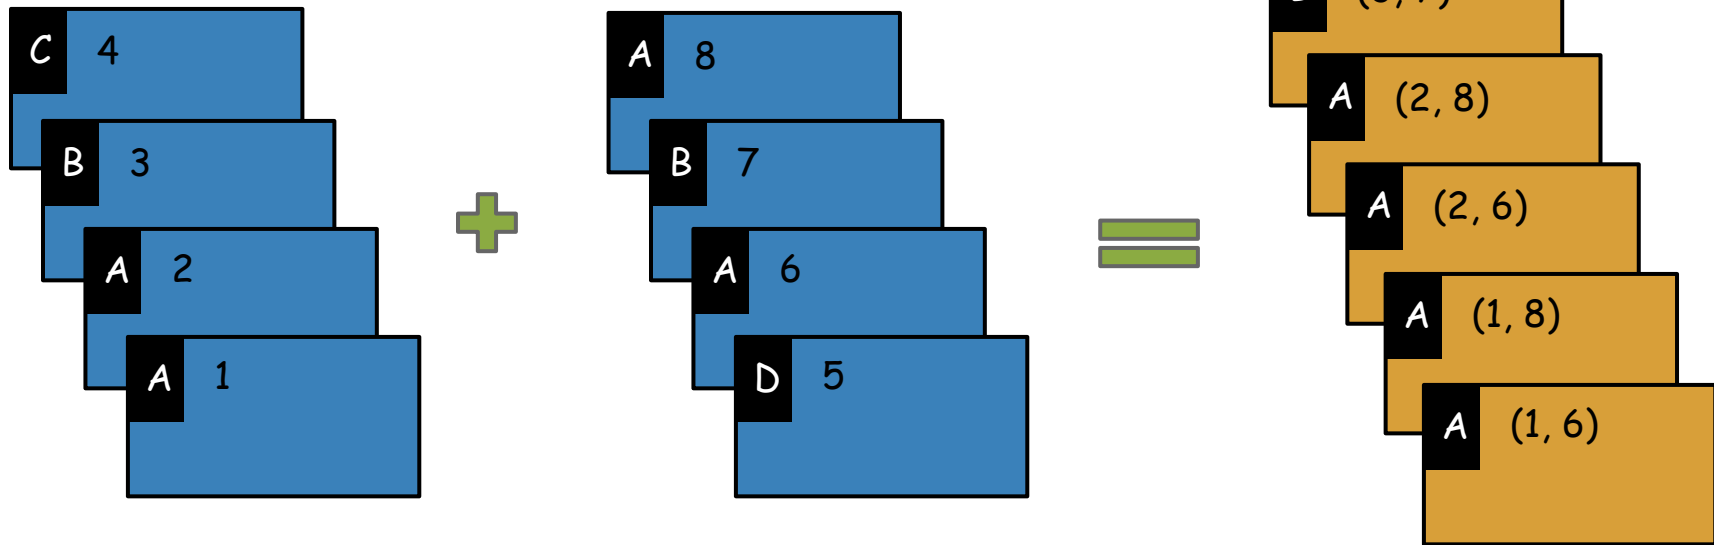 C 4
B 3
A 2
A 1
A 8
B 7
A 6
D 5
A (2, 8)
A (2, 6)
A (1, 8)
A (1, 6)